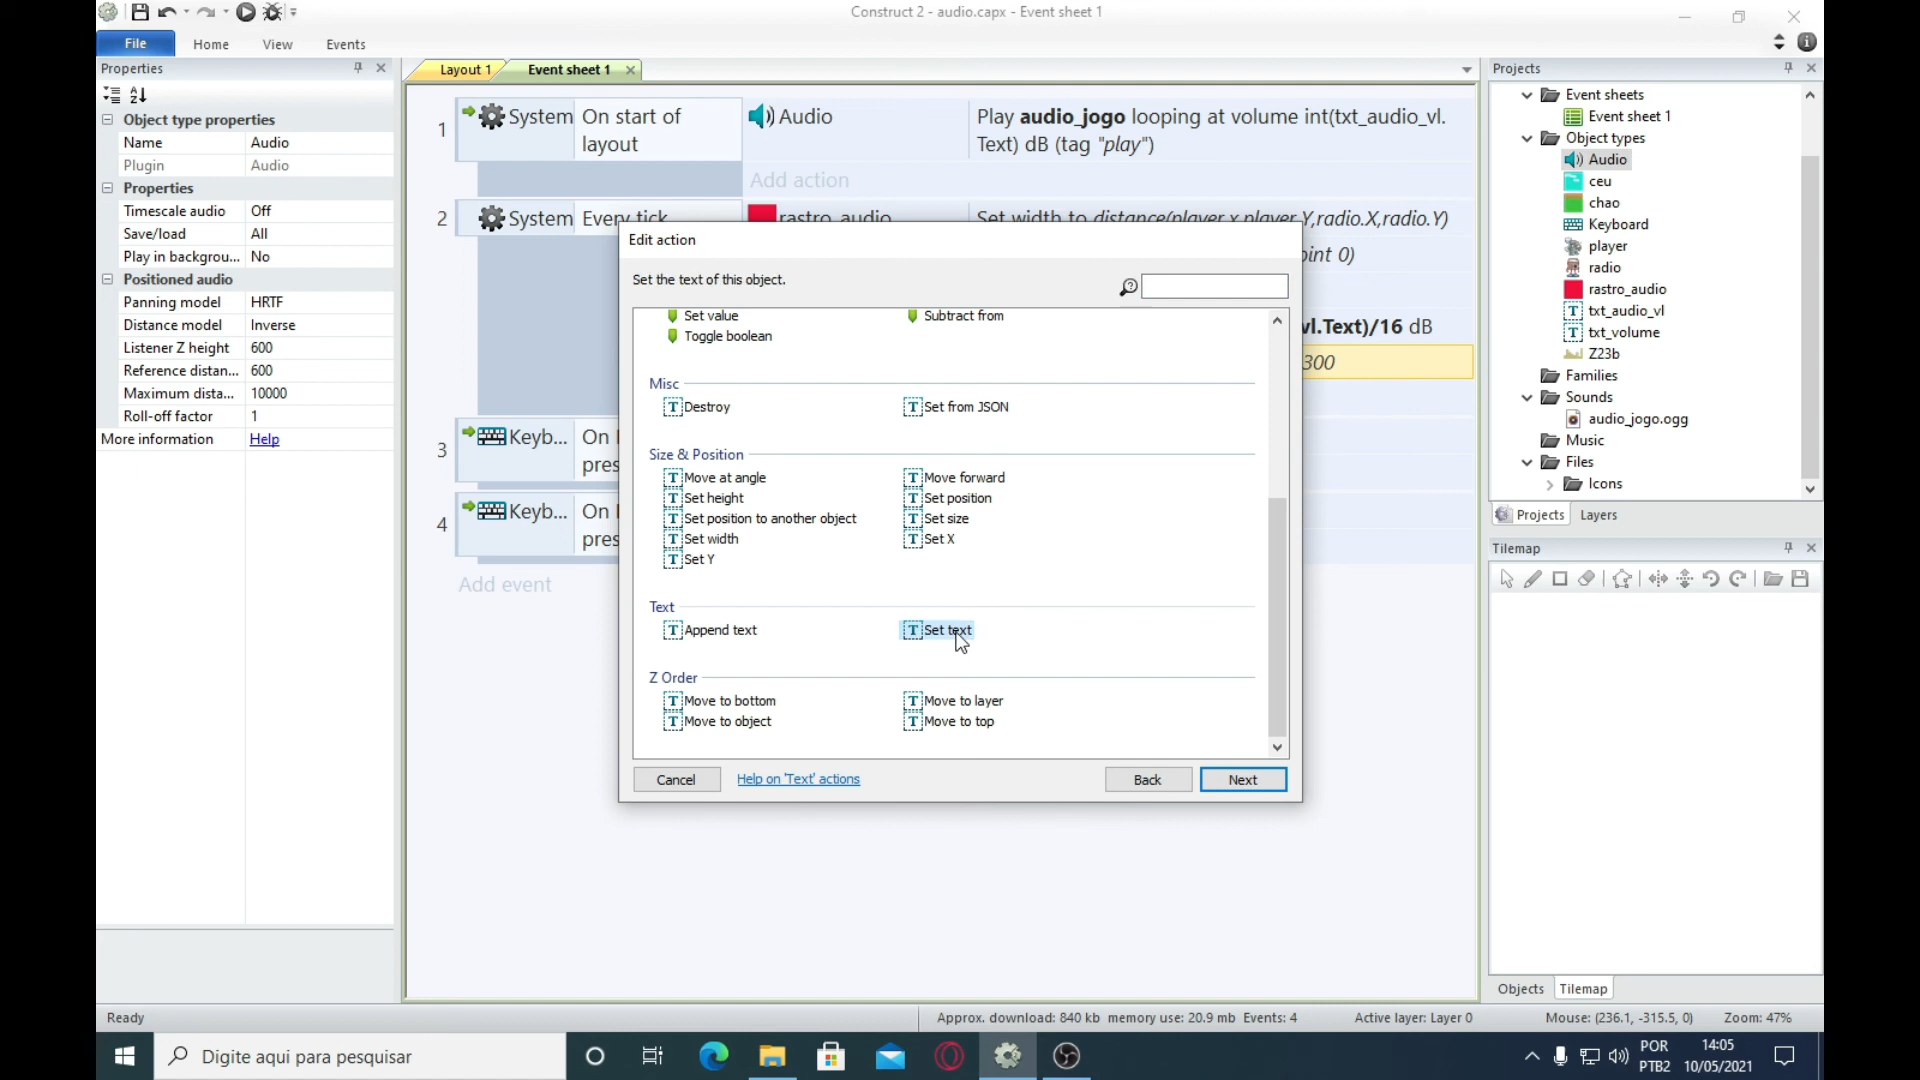 Construct 2 - audio.capx - Event sheet 1
File
Home
View
Events
Properties
Object type properties
Name Audio
Plugin Audio
Properties
Timescale audio Off
Save/load All
Play in backgrou... No
Positioned audio
Panning model HRTF
Distance model Inverse
Listener Z height 600
Reference distan... 600
Maximum dista... 10000
Roll-off factor 1
More information Help
Layout 1
Event sheet 1
1 System On start of layout
Audio Play audio_jogo looping at volume int(txt_audio_vl.
Text) dB (tag "play")
Add action
2 System Every tick rastro_audio Set width to distance(player.x,player.Y,radio.X,radio.Y)
oint 0)
vl.Text)/16 dB
300
3 Keyb... On
pres
4 Keyb... On
pres
Add event
Edit action
Set the text of this object.
Set value Subtract from
Toggle boolean
Misc
Destroy Set from JSON
Size & Position
Move at angle Move forward
Set height Set position
Set position to another object Set size
Set width Set X
Set Y
Text
Append text Set text
Z Order
Move to bottom Move to layer
Move to object Move to top
Cancel Help on 'Text' actions Back Next
Projects
Event sheets
Event sheet 1
Object types
Audio
ceu
chao
Keyboard
player
radio
rastro_audio
txt_audio_vl
txt_volume
Z23b
Families
Sounds
audio_jogo.ogg
Music
Files
Icons
Projects Layers
Tilemap
Objects Tilemap
Ready Approx. download: 840 kb memory use: 20.9 mb Events: 4 Active layer: Layer 0 Mouse: (236.1, -315.5, 0) Zoom: 47%
Digite aqui para pesquisar
POR
PTB2
14:05
10/05/2021